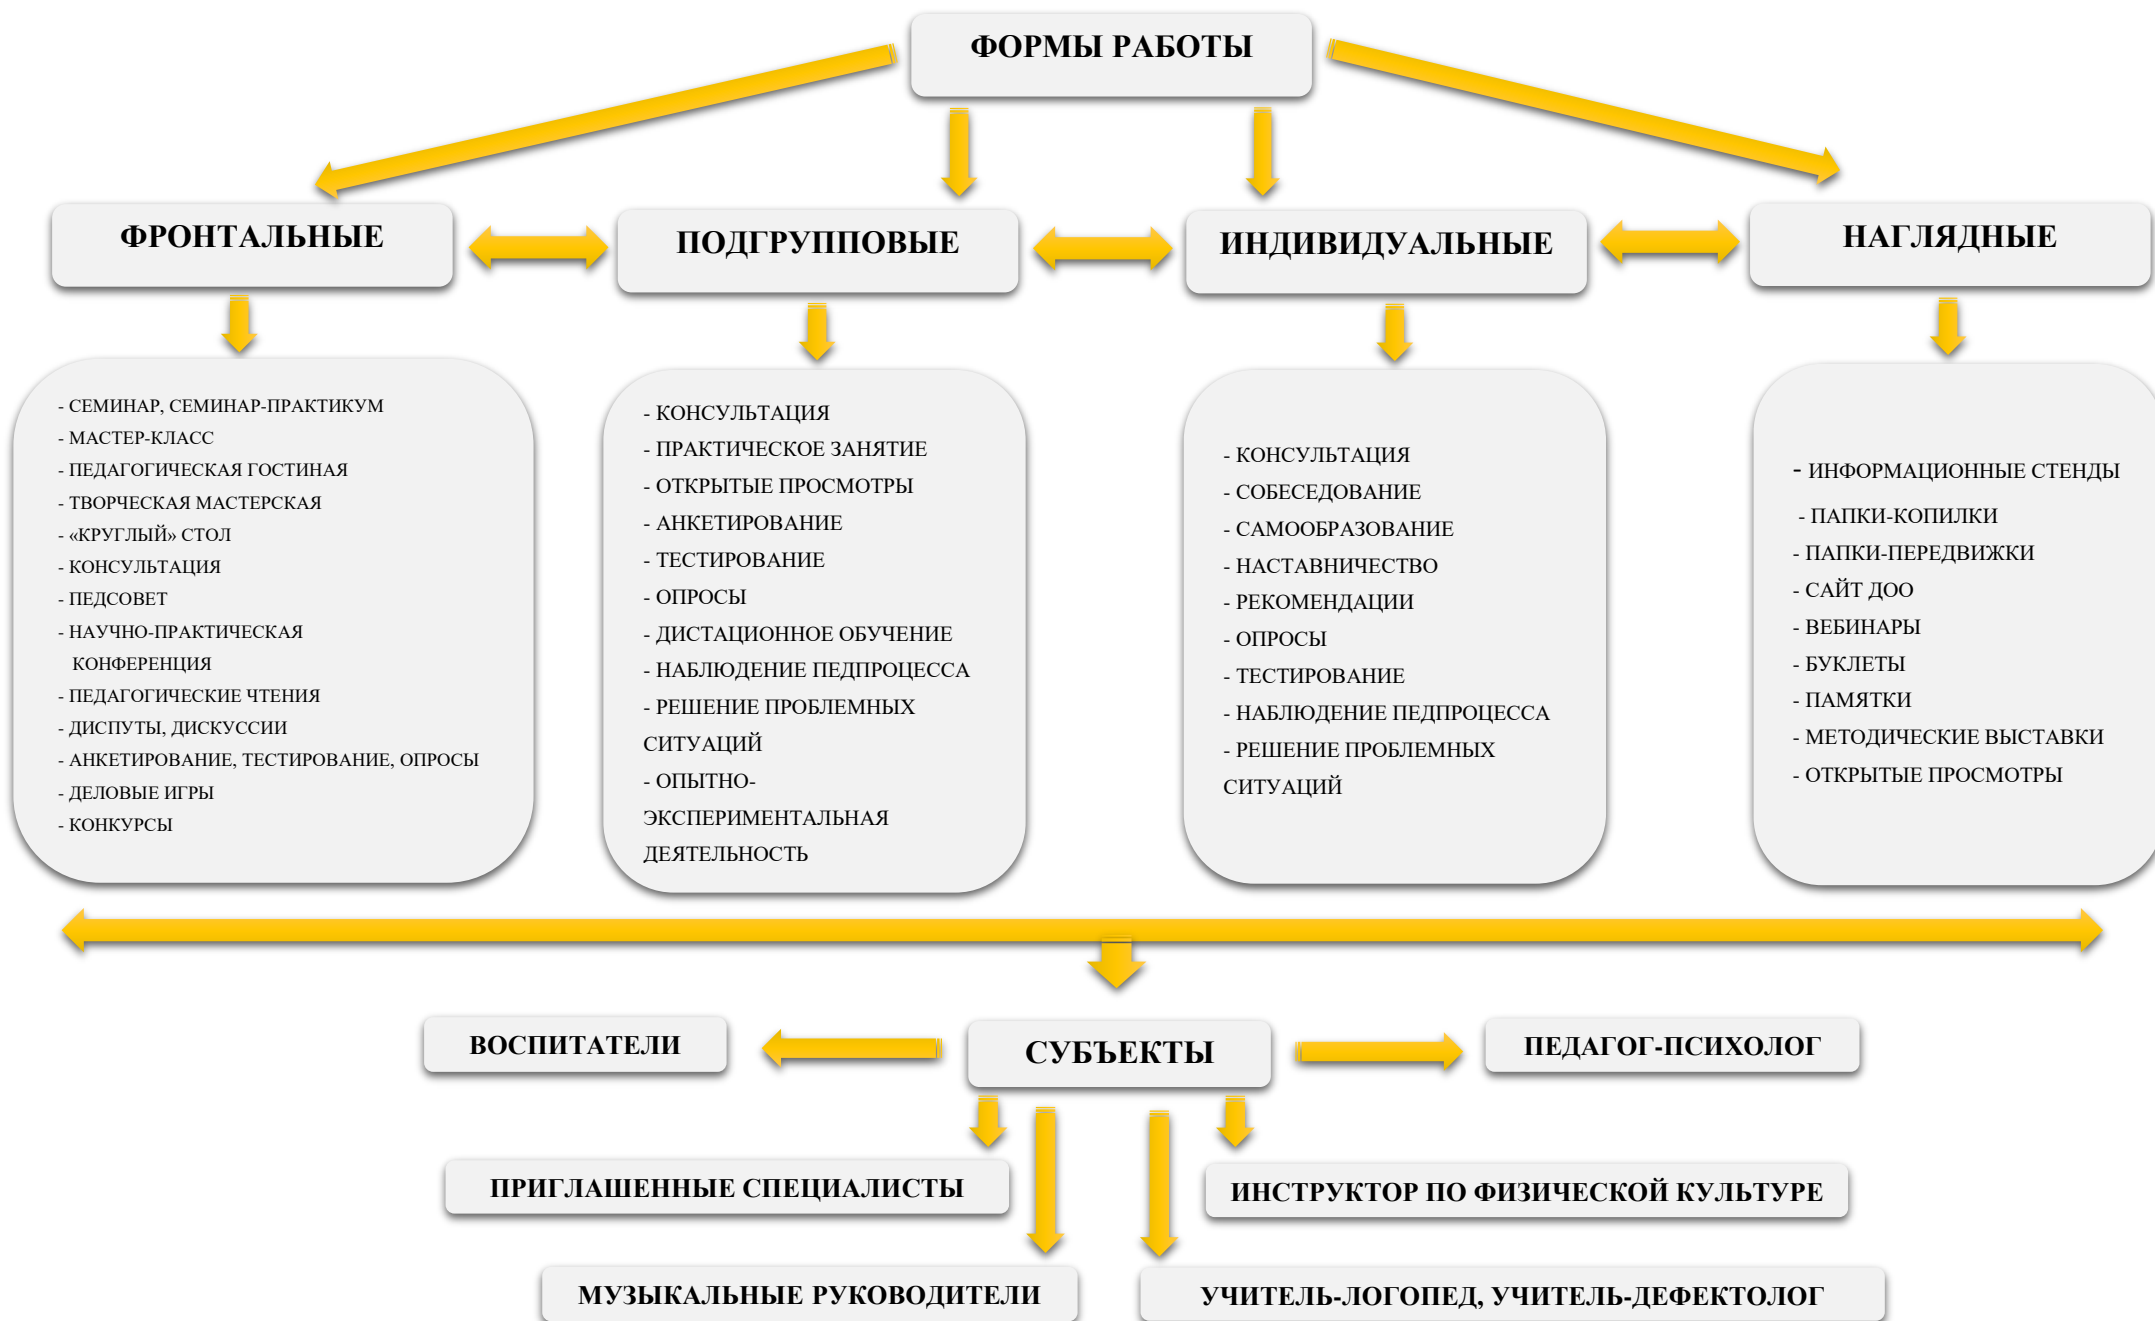 ФОРМЫ РАБОТЫ
ФРОНТАЛЬНЫЕ
ПОДГРУППОВЫЕ
ИНДИВИДУАЛЬНЫЕ
НАГЛЯДНЫЕ
- СЕМИНАР, СЕМИНАР-ПРАКТИКУМ
- МАСТЕР-КЛАСС
- ПЕДАГОГИЧЕСКАЯ ГОСТИНАЯ
- ТВОРЧЕСКАЯ МАСТЕРСКАЯ
- «КРУГЛЫЙ» СТОЛ
- КОНСУЛЬТАЦИЯ
- ПЕДСОВЕТ
- НАУЧНО-ПРАКТИЧЕСКАЯ
КОНФЕРЕНЦИЯ
- ПЕДАГОГИЧЕСКИЕ ЧТЕНИЯ
- ДИСПУТЫ, ДИСКУССИИ
- АНКЕТИРОВАНИЕ, ТЕСТИРОВАНИЕ, ОПРОСЫ
- ДЕЛОВЫЕ ИГРЫ
- КОНКУРСЫ
- КОНСУЛЬТАЦИЯ
- ПРАКТИЧЕСКОЕ ЗАНЯТИЕ
- ОТКРЫТЫЕ ПРОСМОТРЫ
- АНКЕТИРОВАНИЕ
- ТЕСТИРОВАНИЕ
- ОПРОСЫ
- ДИСТАЦИОННОЕ ОБУЧЕНИЕ
- НАБЛЮДЕНИЕ ПЕДПРОЦЕССА
- РЕШЕНИЕ ПРОБЛЕМНЫХ
СИТУАЦИЙ
- ОПЫТНО-
ЭКСПЕРИМЕНТАЛЬНАЯ
ДЕЯТЕЛЬНОСТЬ
- КОНСУЛЬТАЦИЯ
- СОБЕСЕДОВАНИЕ
- САМООБРАЗОВАНИЕ
- НАСТАВНИЧЕСТВО
- РЕКОМЕНДАЦИИ
- ОПРОСЫ
- ТЕСТИРОВАНИЕ
- НАБЛЮДЕНИЕ ПЕДПРОЦЕССА
- РЕШЕНИЕ ПРОБЛЕМНЫХ
СИТУАЦИЙ
- ИНФОРМАЦИОННЫЕ СТЕНДЫ
- ПАПКИ-КОПИЛКИ
- ПАПКИ-ПЕРЕДВИЖКИ
- САЙТ ДОО
- ВЕБИНАРЫ
- БУКЛЕТЫ
- ПАМЯТКИ
- МЕТОДИЧЕСКИЕ ВЫСТАВКИ
- ОТКРЫТЫЕ ПРОСМОТРЫ
ВОСПИТАТЕЛИ
СУБЪЕКТЫ
ПЕДАГОГ-ПСИХОЛОГ
ПРИГЛАШЕННЫЕ СПЕЦИАЛИСТЫ
ИНСТРУКТОР ПО ФИЗИЧЕСКОЙ КУЛЬТУРЕ
МУЗЫКАЛЬНЫЕ РУКОВОДИТЕЛИ
УЧИТЕЛЬ-ЛОГОПЕД, УЧИТЕЛЬ-ДЕФЕКТОЛОГ